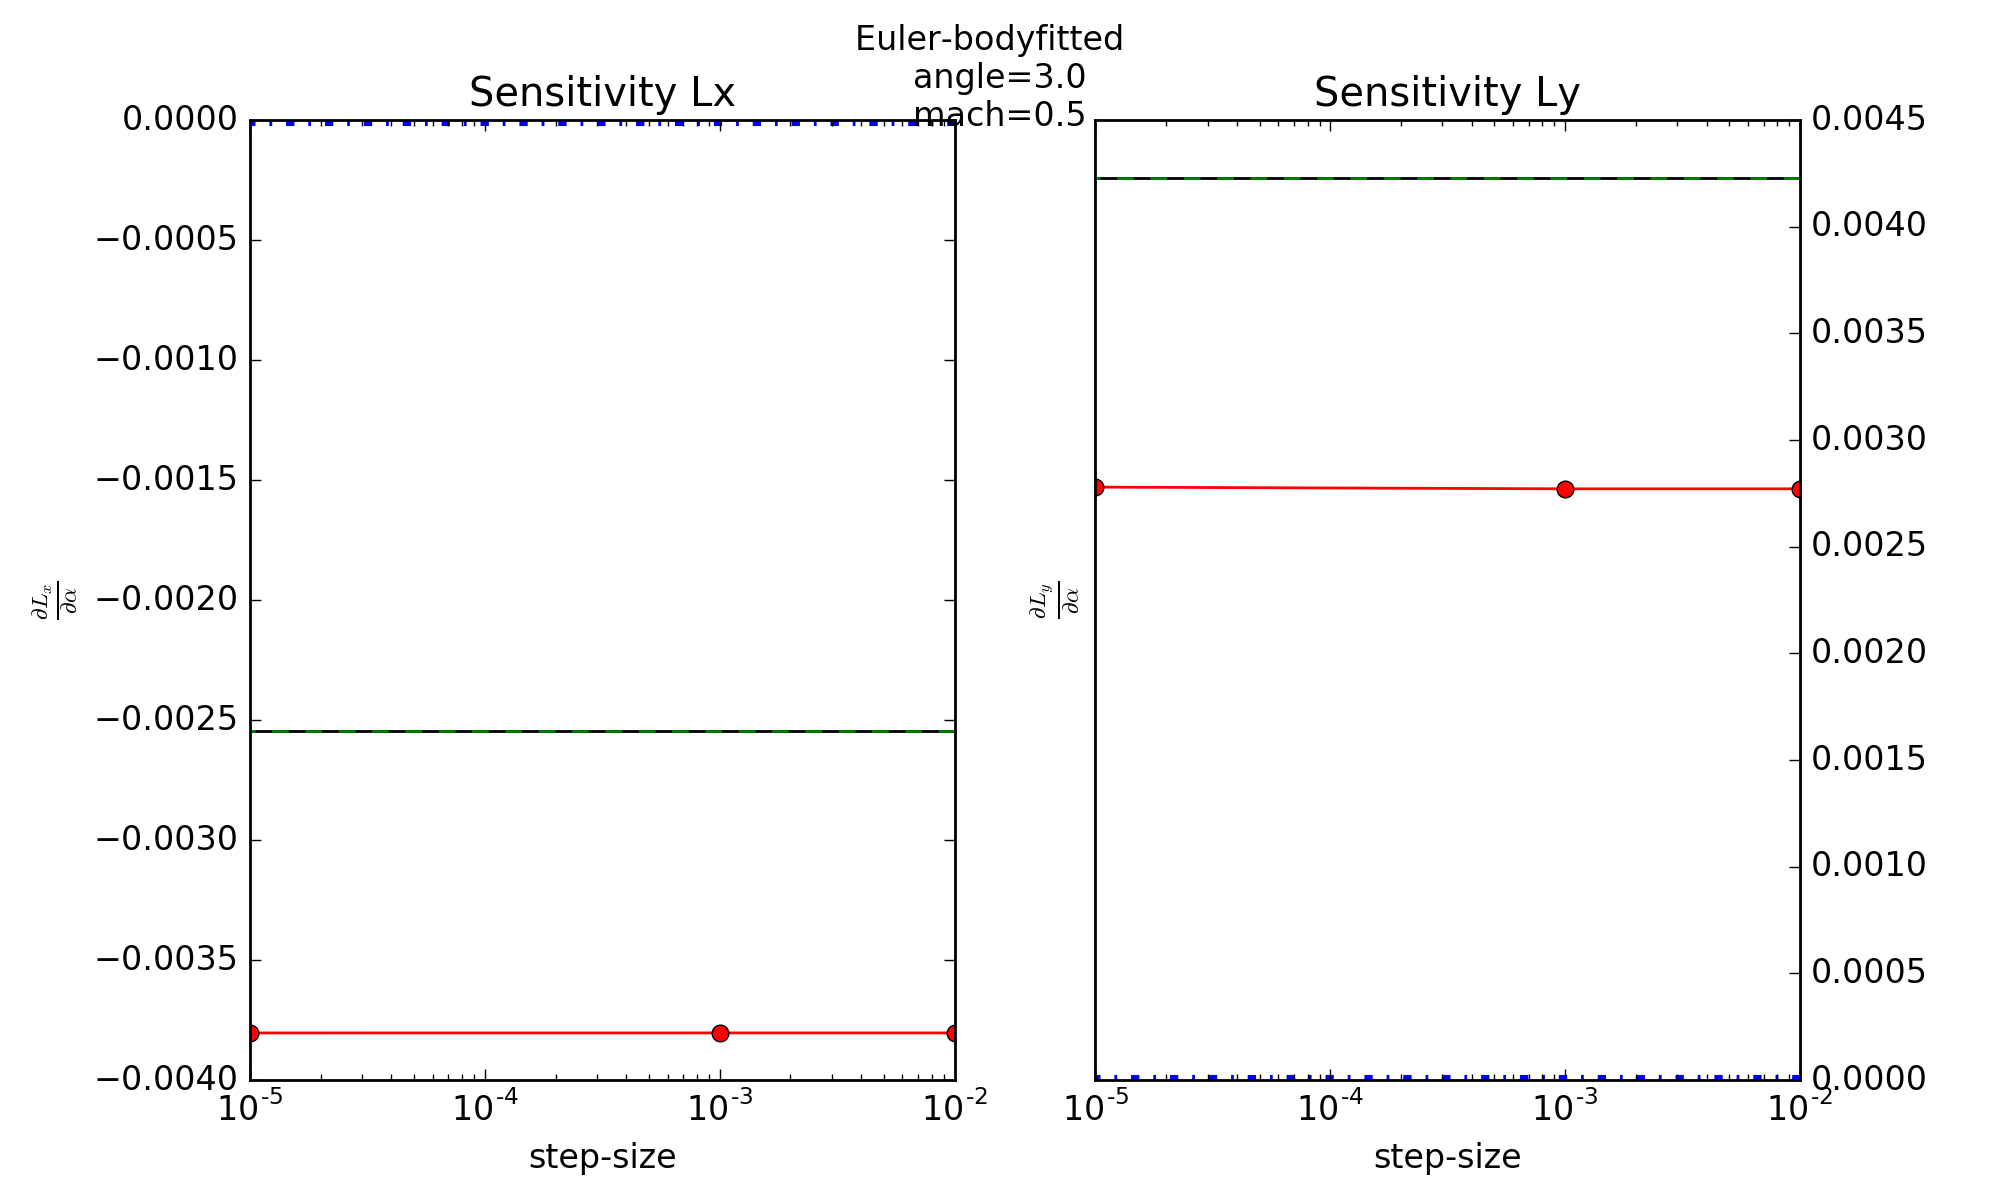 Euler-bodyfitted
angle=3.0
mach=0.5
Sensitivity Lx
0.0000
−0.0005
−0.0010
−0.0015
−0.0020
−0.0025
−0.0030
−0.0035
−0.0040
∂Lₓ/∂α
10⁻⁵ 10⁻⁴ 10⁻³ 10⁻²
step-size
Sensitivity Ly
∂L_y/∂α
0.0045
0.0040
0.0035
0.0030
0.0025
0.0020
0.0015
0.0010
0.0005
0.0000
10⁻⁵ 10⁻⁴ 10⁻³ 10⁻²
step-size